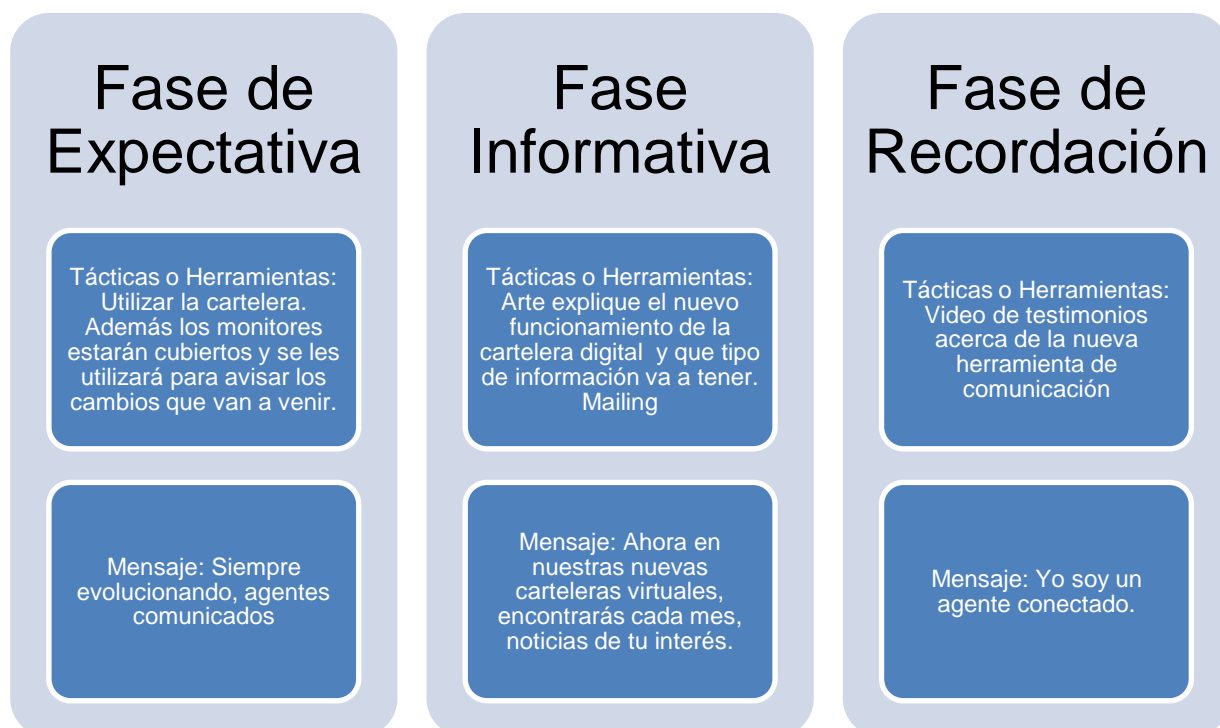 Fase de
Expectativa
Tácticas o Herramientas:
Utilizar la cartelera.
Además los monitores
estarán cubiertos y se les
utilizará para avisar los
cambios que van a venir.
Mensaje: Siempre
evolucionando, agentes
comunicados
Fase
Informativa
Tácticas o Herramientas:
Arte explique el nuevo
funcionamiento de la
cartelera digital  y que tipo
de información va a tener.
Mailing
Mensaje: Ahora en
nuestras nuevas
carteleras virtuales,
encontrarás cada mes,
noticias de tu interés.
Fase de
Recordación
Tácticas o Herramientas:
Video de testimonios
acerca de la nueva
herramienta de
comunicación
Mensaje: Yo soy un
agente conectado.